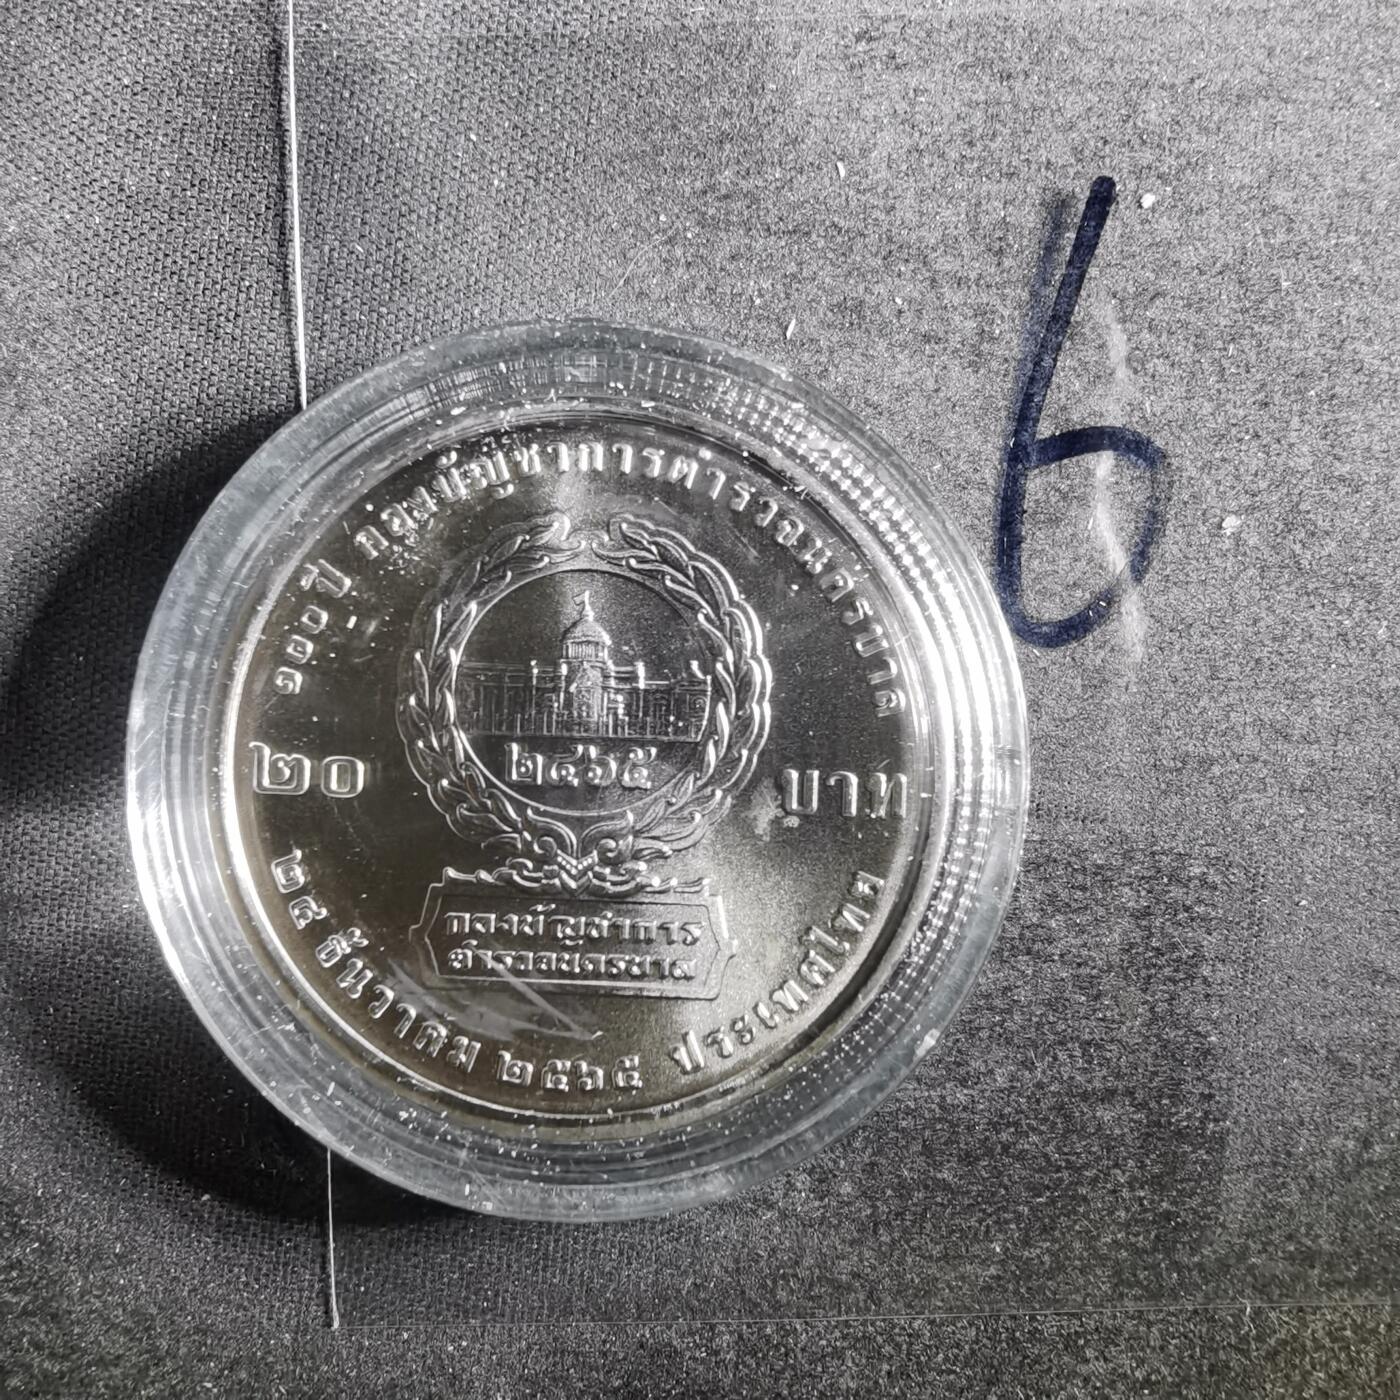 ๑๐๐ ปี กองบัญชาการตำรวจนครบาล
๒๔๖๕
๒๐ บาท
กองบัญชาการ
ตำรวจนครบาล
๒๔ ธันวาคม ๒๕๖๕ ประเทศไทย
6